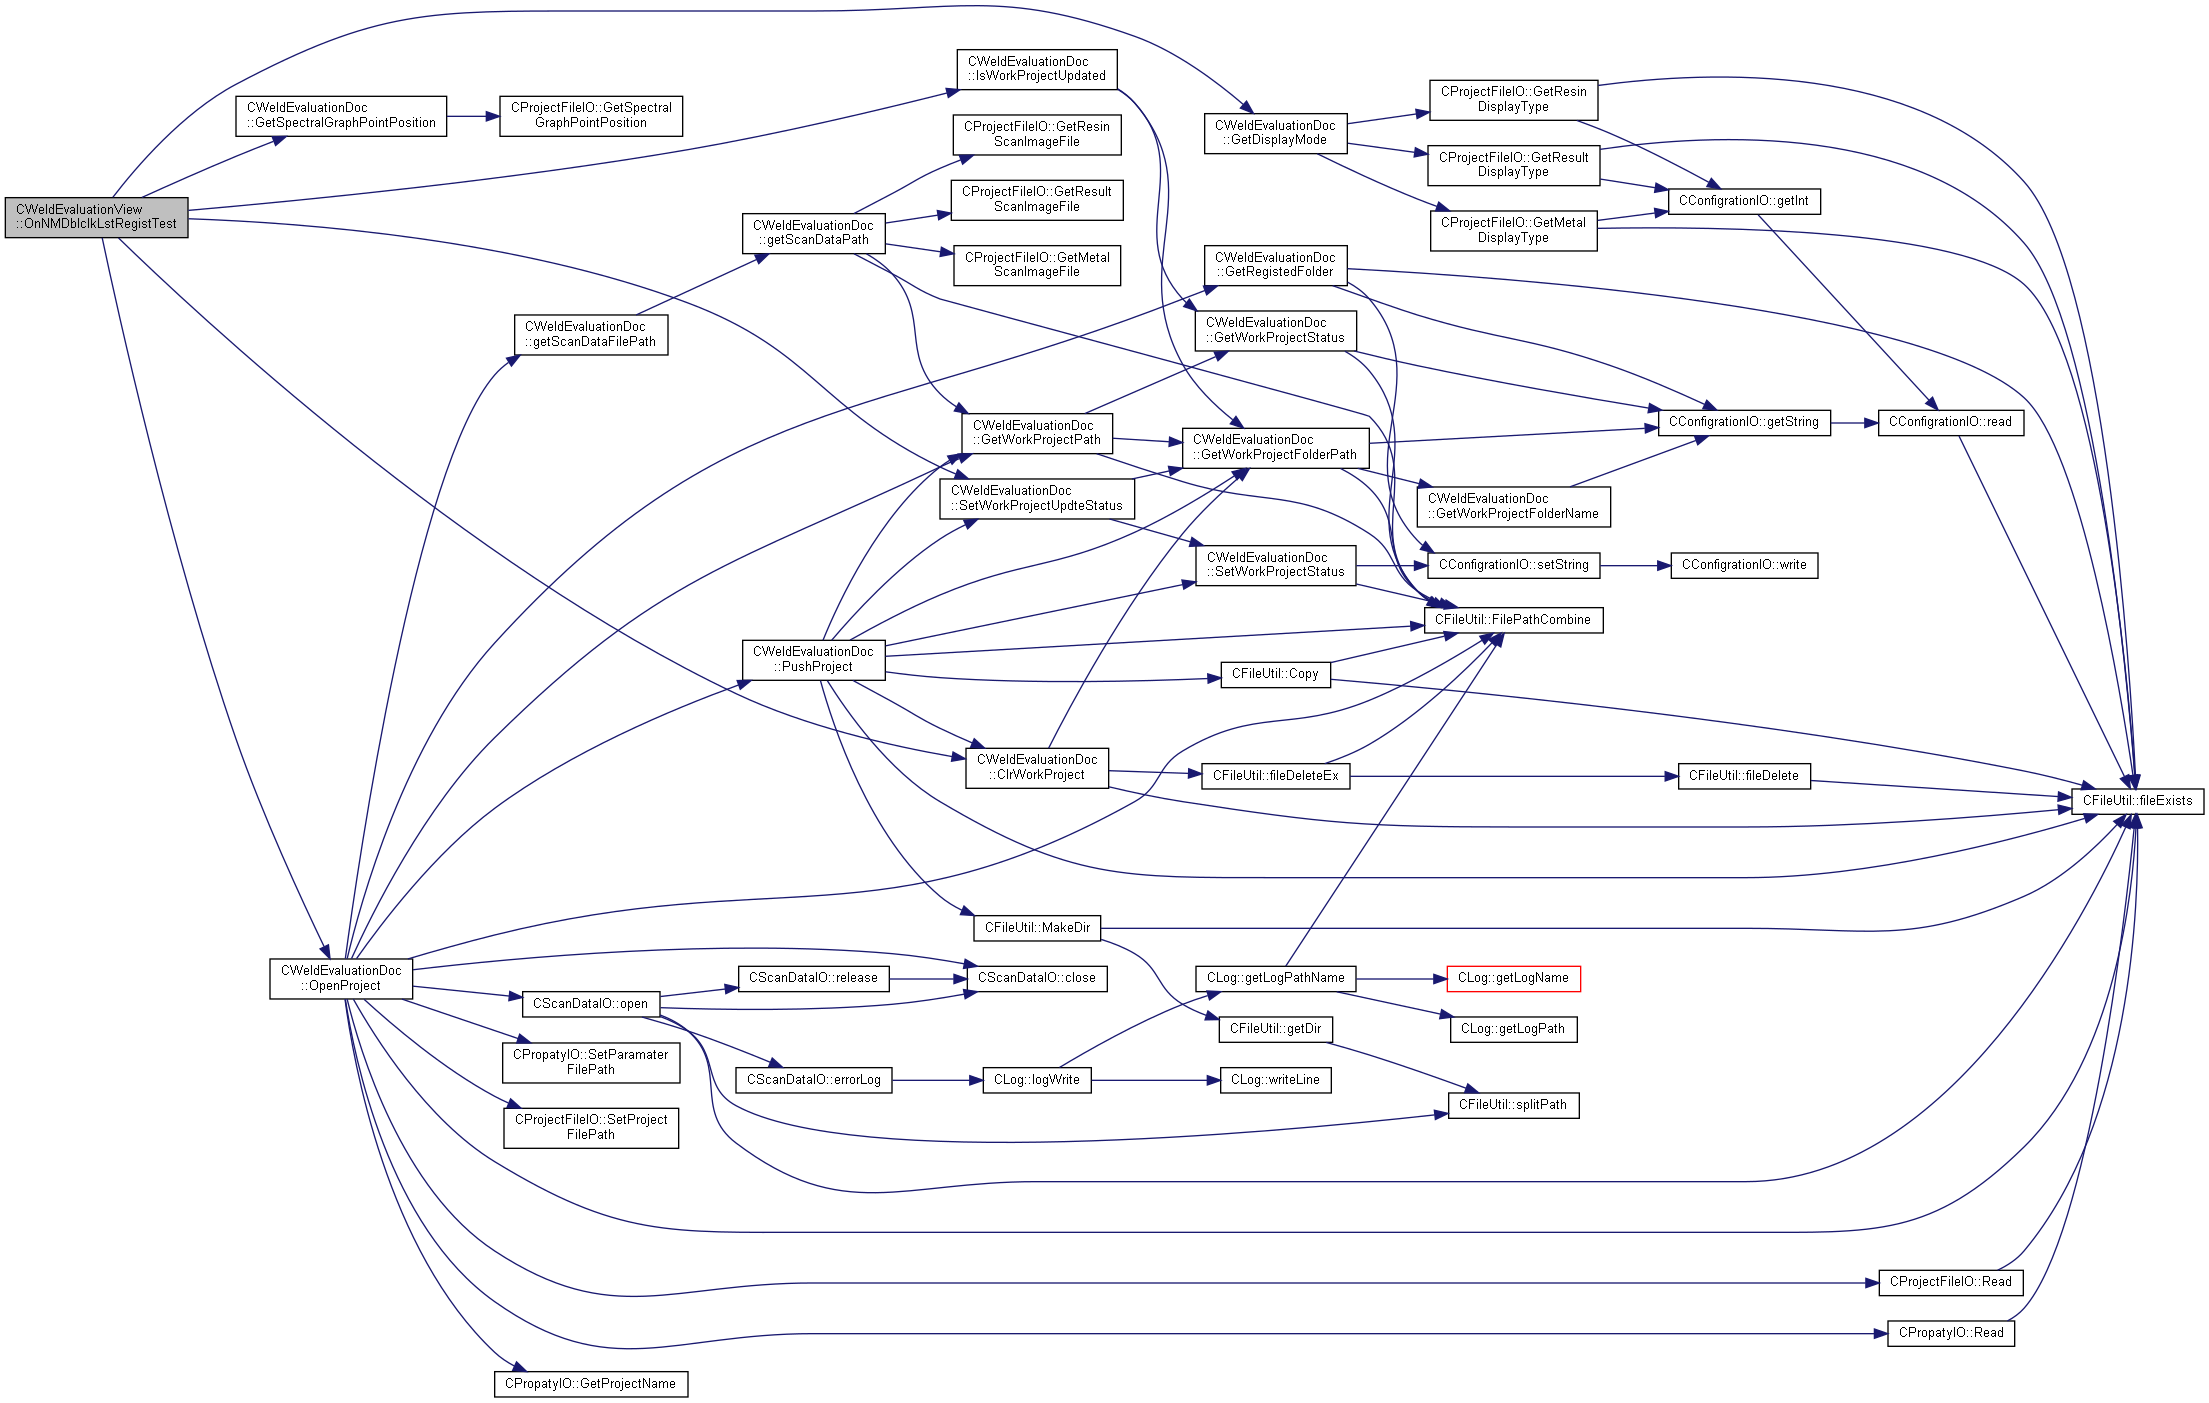 CWeldEvaluationView
::OnNMDblclkLstRegistTest
CWeldEvaluationDoc
::GetSpectralGraphPointPosition
CProjectFileIO::GetSpectral
GraphPointPosition
CWeldEvaluationDoc
::IsWorkProjectUpdated
CProjectFileIO::GetResin
ScanImageFile
CProjectFileIO::GetResult
ScanImageFile
CProjectFileIO::GetMetal
ScanImageFile
CWeldEvaluationDoc
::getScanDataPath
CWeldEvaluationDoc
::getScanDataFilePath
CWeldEvaluationDoc
::GetDisplayMode
CProjectFileIO::GetResin
DisplayType
CProjectFileIO::GetResult
DisplayType
CProjectFileIO::GetMetal
DisplayType
CConfigrationIO::getInt
CWeldEvaluationDoc
::GetRegistedFolder
CWeldEvaluationDoc
::GetWorkProjectStatus
CWeldEvaluationDoc
::GetWorkProjectPath
CWeldEvaluationDoc
::GetWorkProjectFolderPath
CConfigrationIO::getString
CConfigrationIO::read
CWeldEvaluationDoc
::SetWorkProjectUpdteStatus
CWeldEvaluationDoc
::GetWorkProjectFolderName
CWeldEvaluationDoc
::SetWorkProjectStatus
CConfigrationIO::setString
CConfigrationIO::write
CFileUtil::FilePathCombine
CWeldEvaluationDoc
::PushProject
CFileUtil::Copy
CWeldEvaluationDoc
::ClrWorkProject
CFileUtil::fileDeleteEx
CFileUtil::fileDelete
CFileUtil::fileExists
CFileUtil::MakeDir
CWeldEvaluationDoc
::OpenProject
CScanDataIO::release
CScanDataIO::close
CScanDataIO::open
CLog::getLogPathName
CLog::getLogName
CLog::getLogPath
CFileUtil::getDir
CPropatyIO::SetParamater
FilePath
CScanDataIO::errorLog
CLog::logWrite
CLog::writeLine
CFileUtil::splitPath
CProjectFileIO::SetProject
FilePath
CProjectFileIO::Read
CPropatyIO::Read
CPropatyIO::GetProjectName